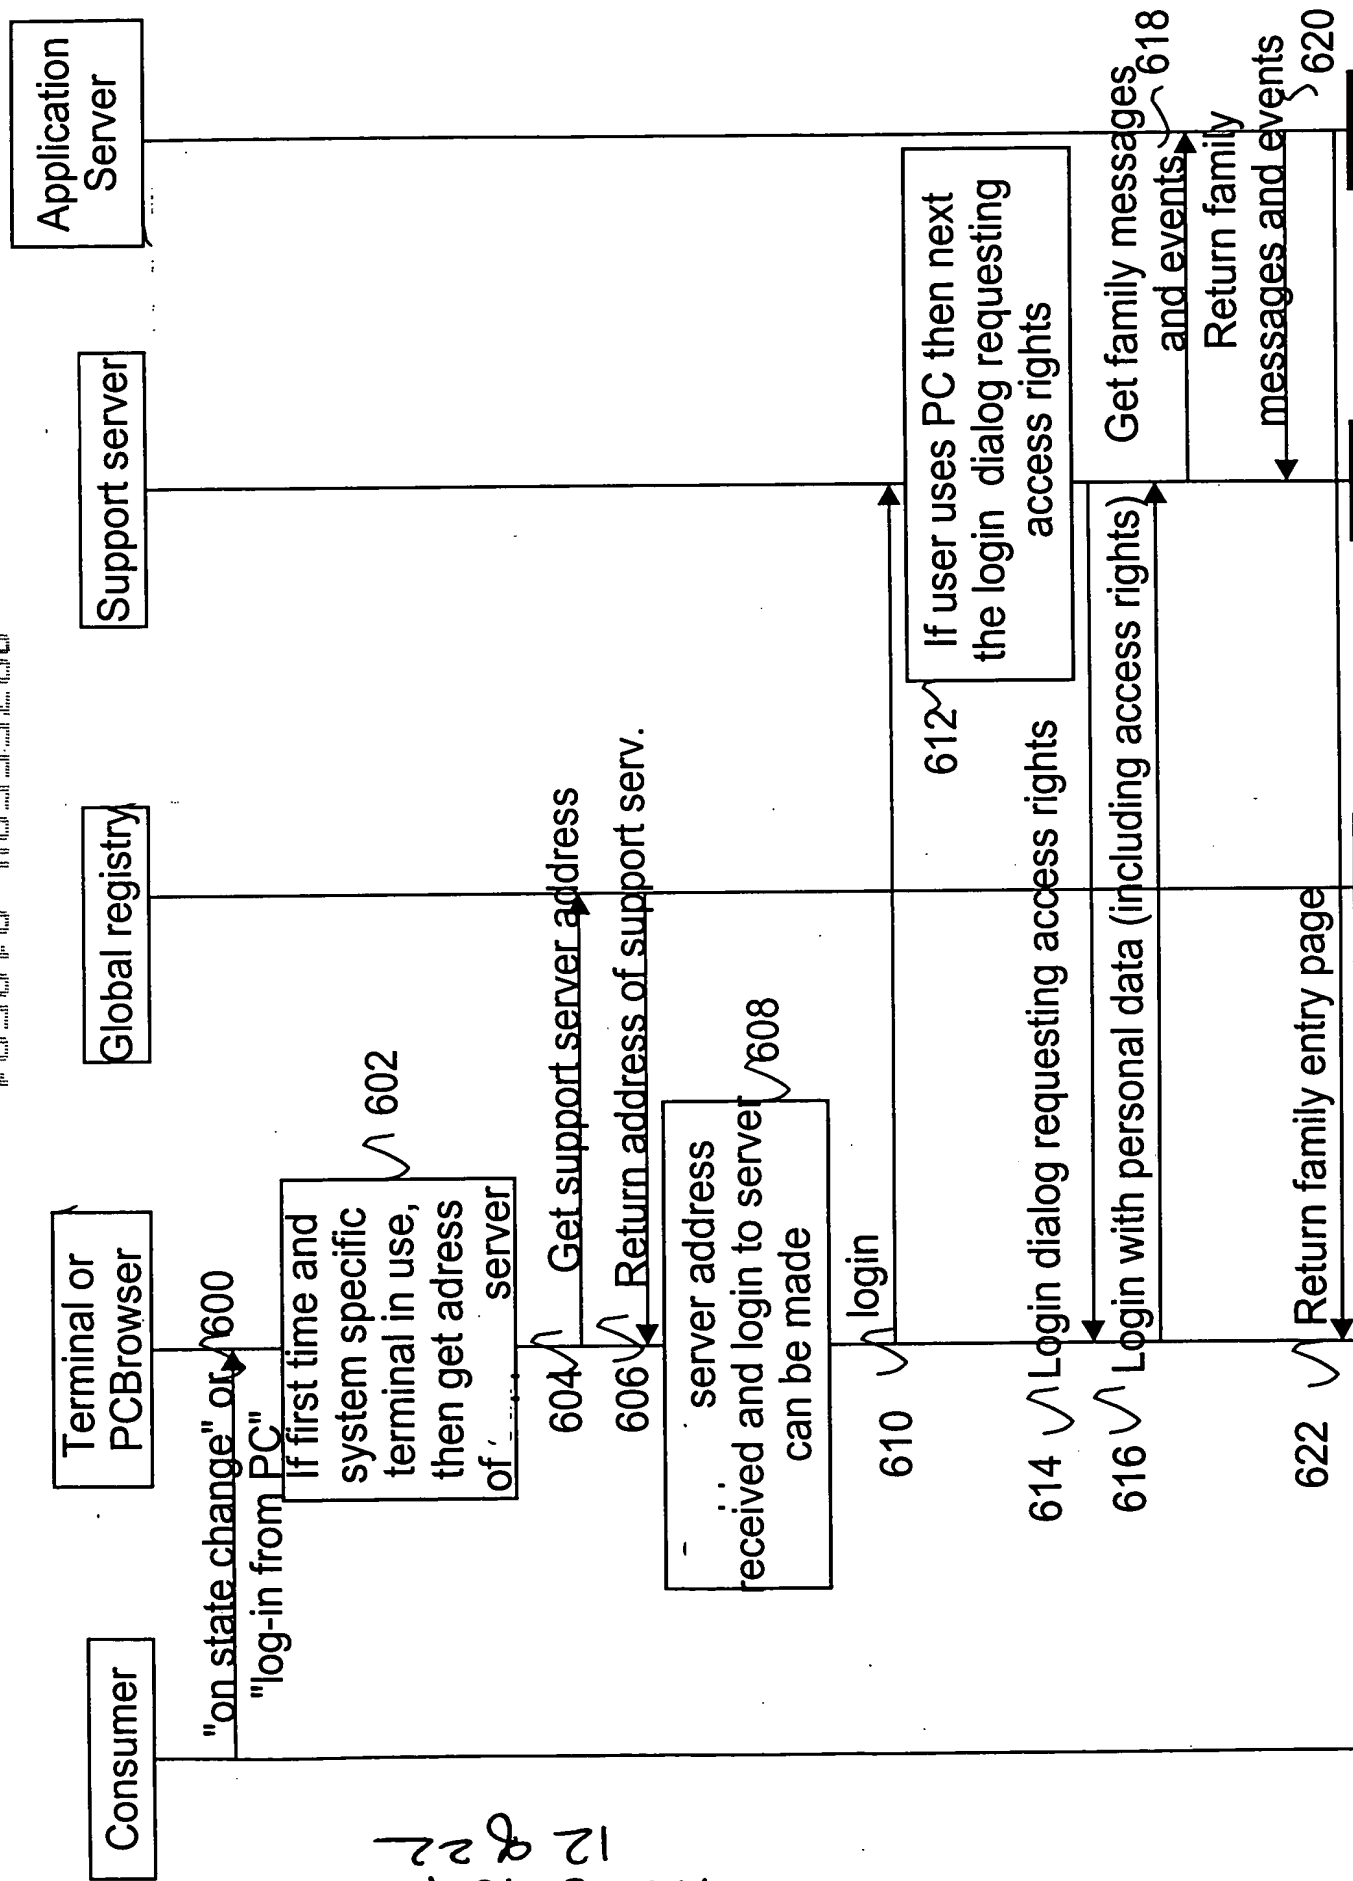 Consumer
Terminal or
PCBrowser
Global registry
Support server
Application
Server
"on state change" or
"log-in from PC"
600
If first time and
system specific
terminal in use,
then get adress
of server
602
604
Get support server address
606
Return address of support serv.
server address
received and login to server
can be made
608
login
610
612
If user uses PC then next
the login dialog requesting
access rights
614
Login dialog requesting access rights
616
Login with personal data (including access rights)
Get family messages
and events
618
Return family
messages and events
620
622
Return family entry page
12 822